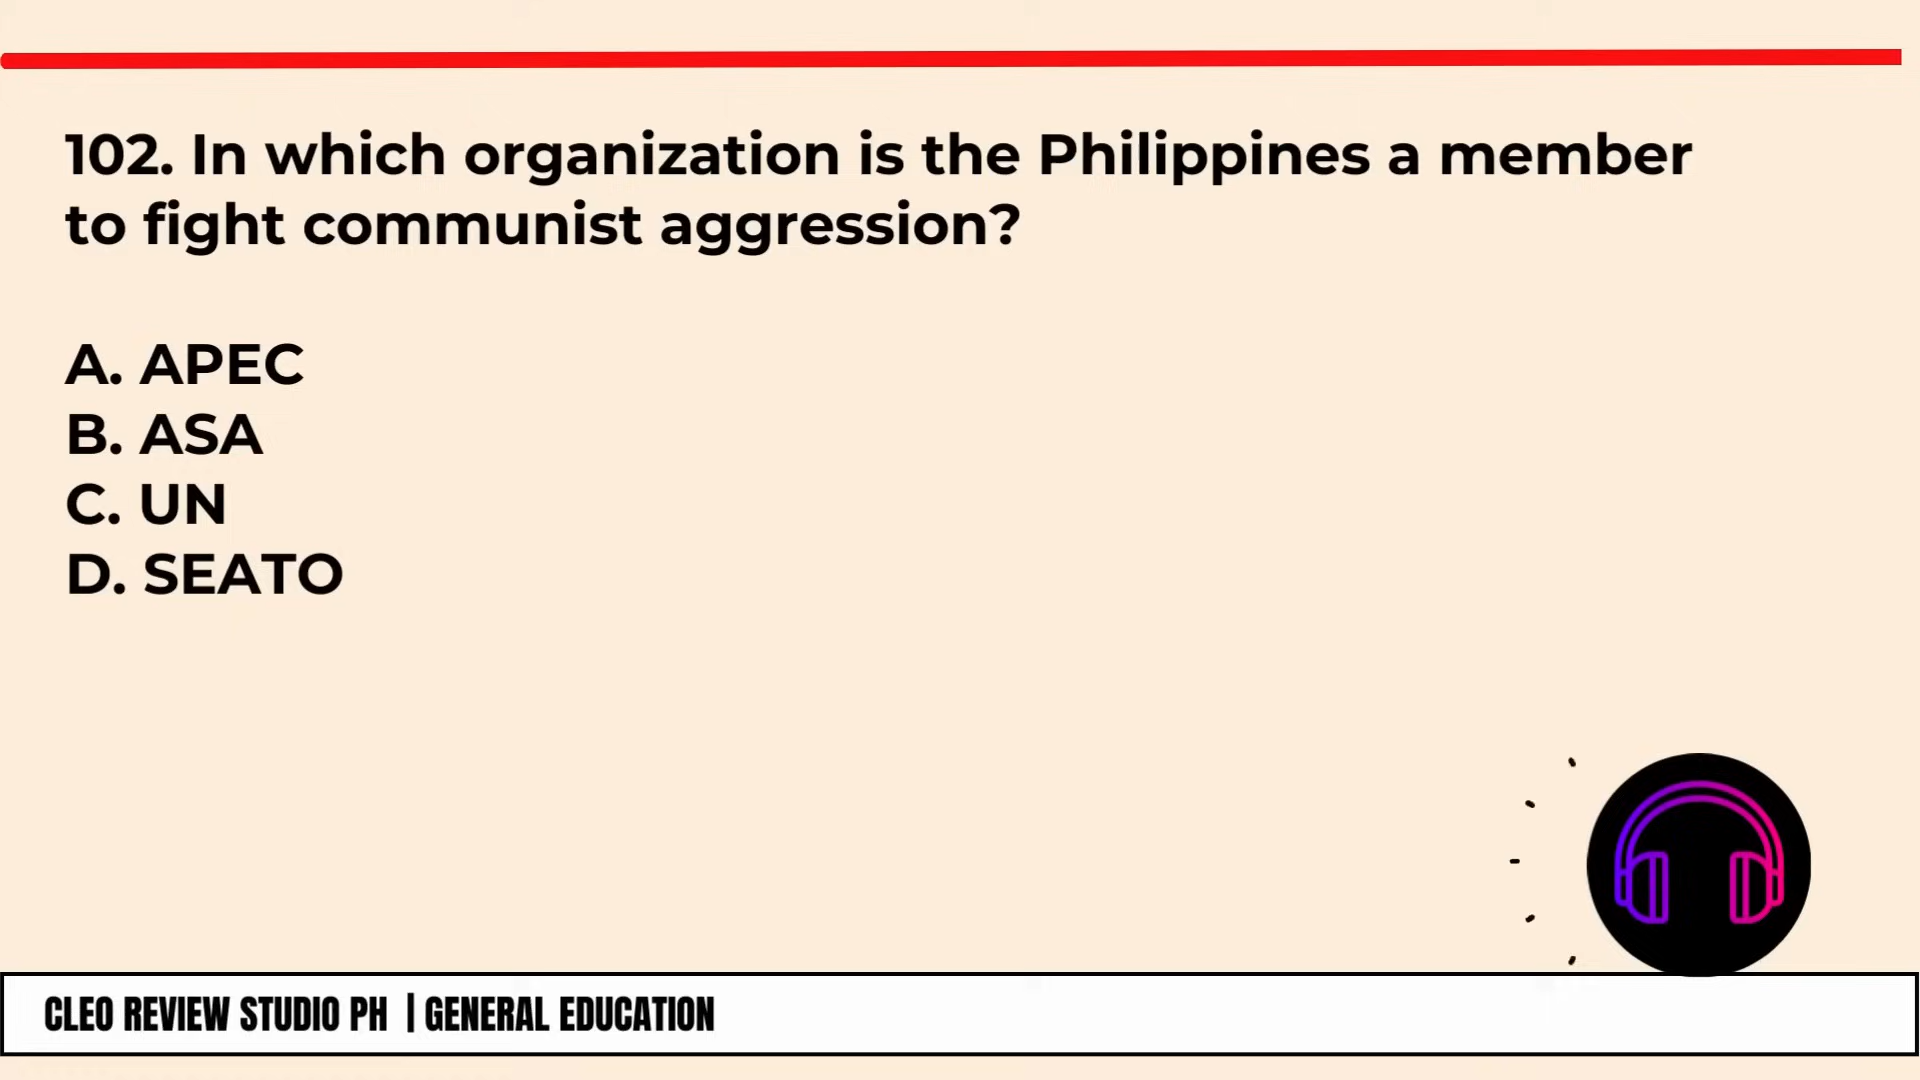 102. In which organization is the Philippines a member
to fight communist aggression?
A. APEC
B. ASA
C. UN
D. SEATO
CLEO REVIEW STUDIO PH | GENERAL EDUCATION